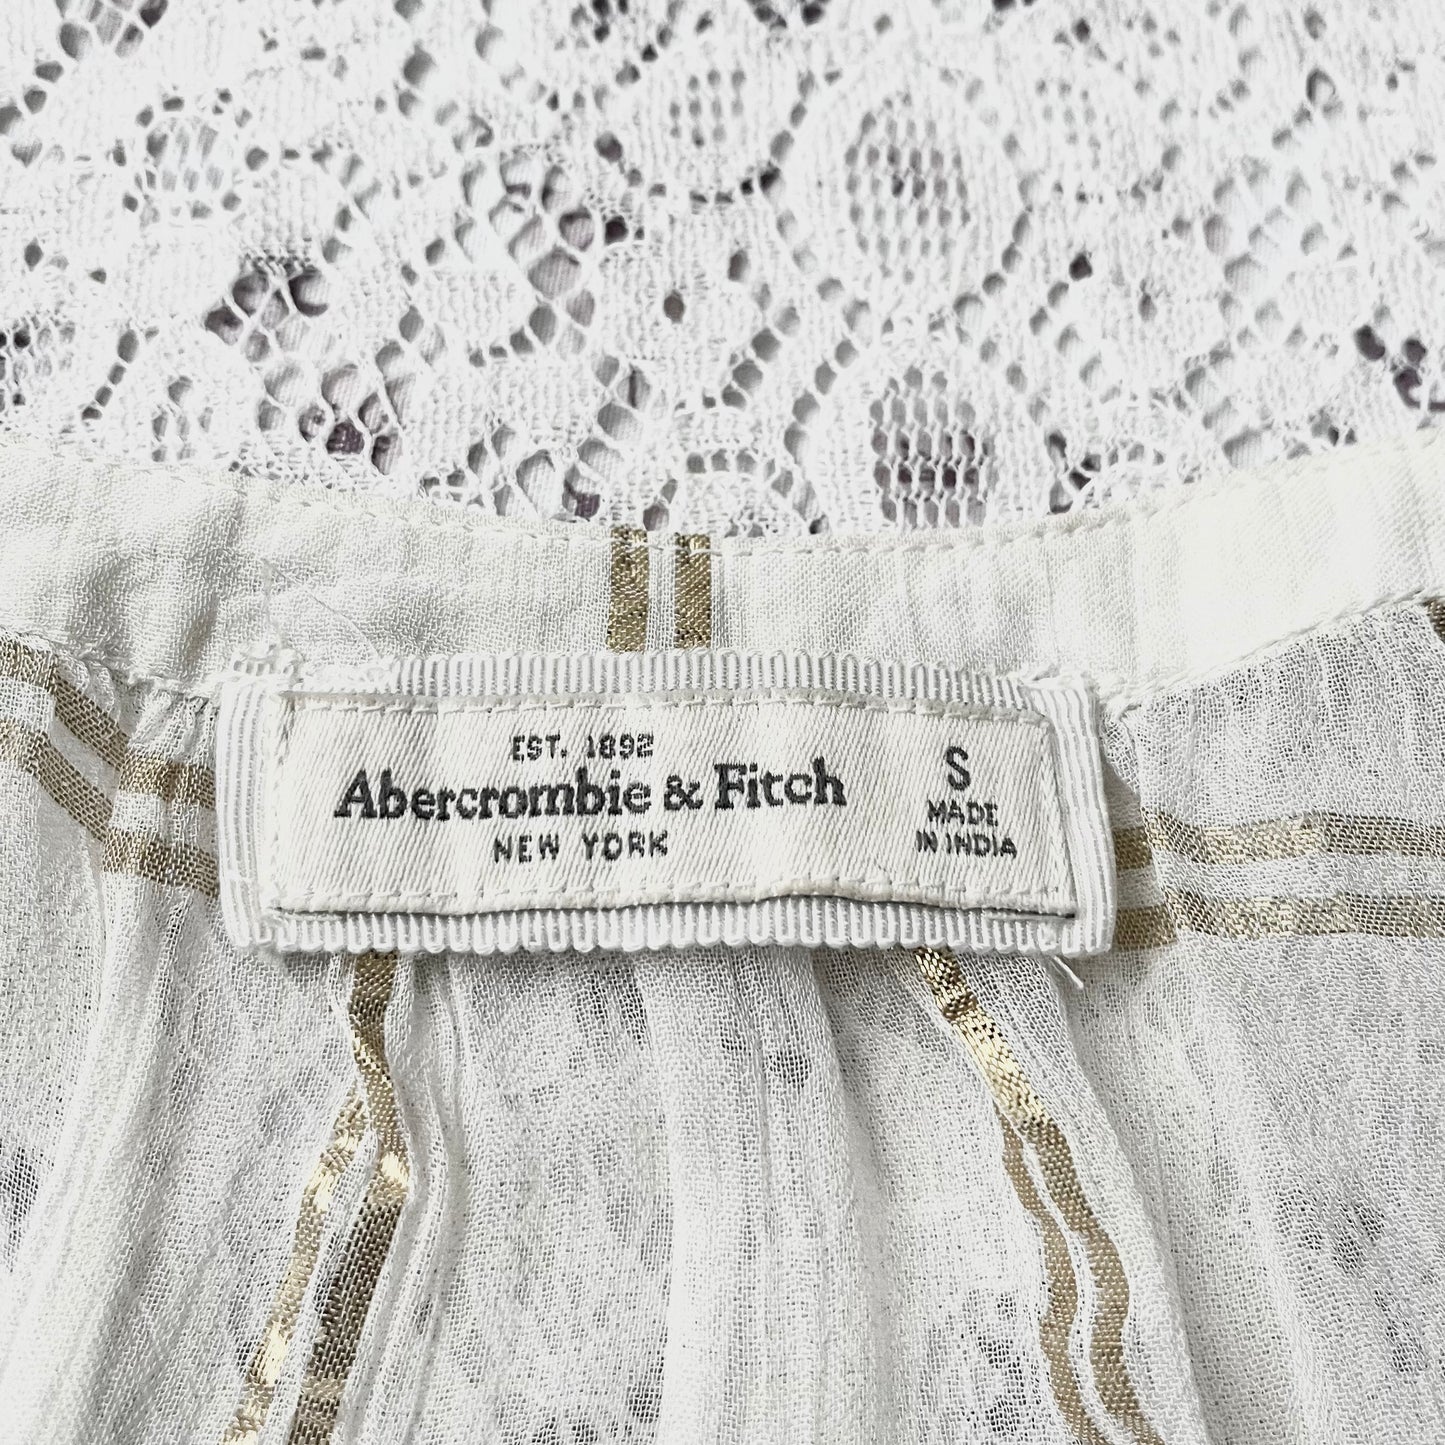 EST. 1892
Abercrombie & Fitch
NEW YORK
S
MADE
IN INDIA